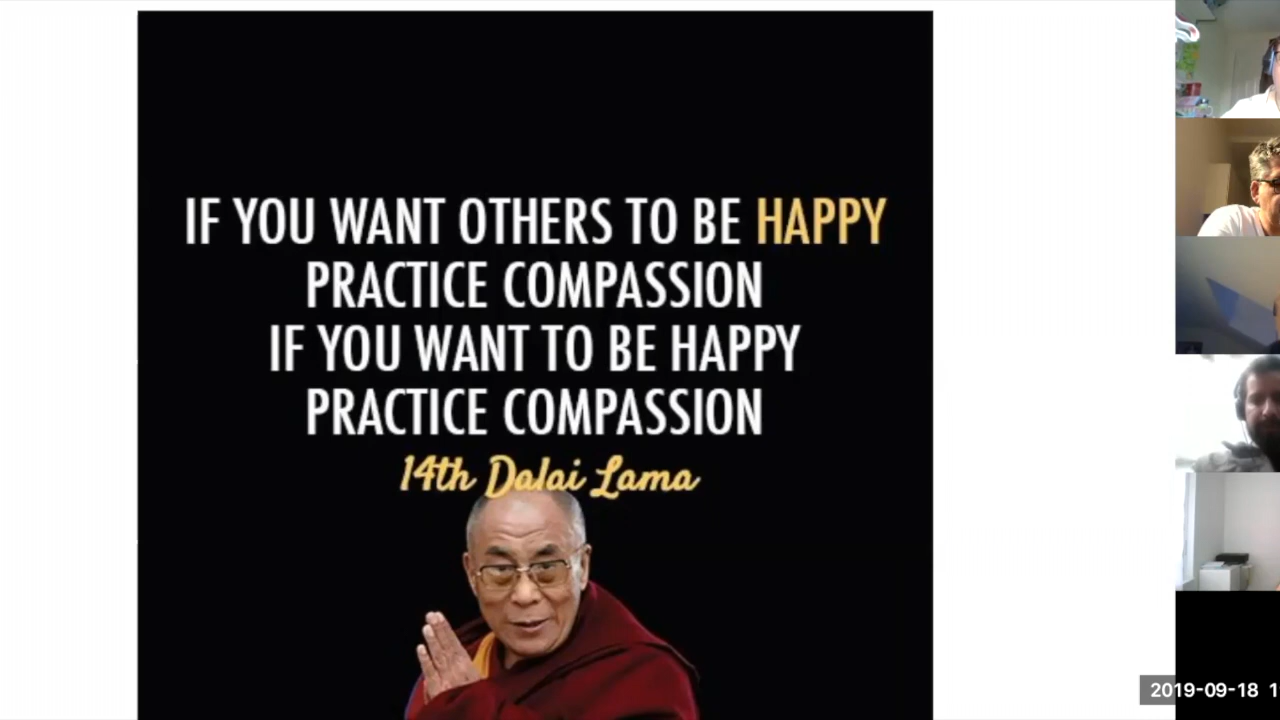 IF YOU WANT OTHERS TO BE HAPPY
PRACTICE COMPASSION
IF YOU WANT TO BE HAPPY
PRACTICE COMPASSION
14th Dalai Lama
2019-09-18 1